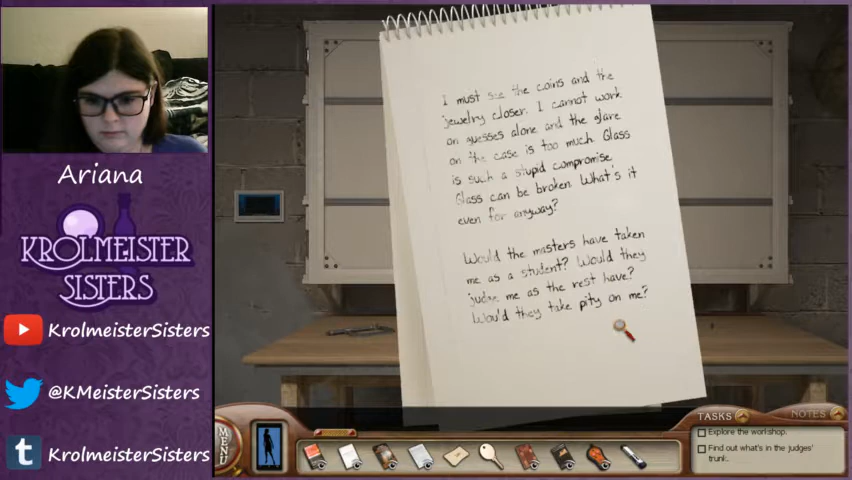 Ariana
KROLMEISTER
SISTERS
KrolmeisterSisters
@KMeisterSisters
KrolmeisterSisters
I must see the coins and the
jewelry closer. I cannot work
on guesses alone and the glare
on the case is too much. Glass
is such a stupid compromise
Glass can be broken. What's it
even for anyway?
Would the masters have taken
me as a student? Would they
judge me as the rest have?
Would they take pity on me?
MENU
TASKS
NOTES
Explore the workshop.
Find out what's in the judges'
trunk.